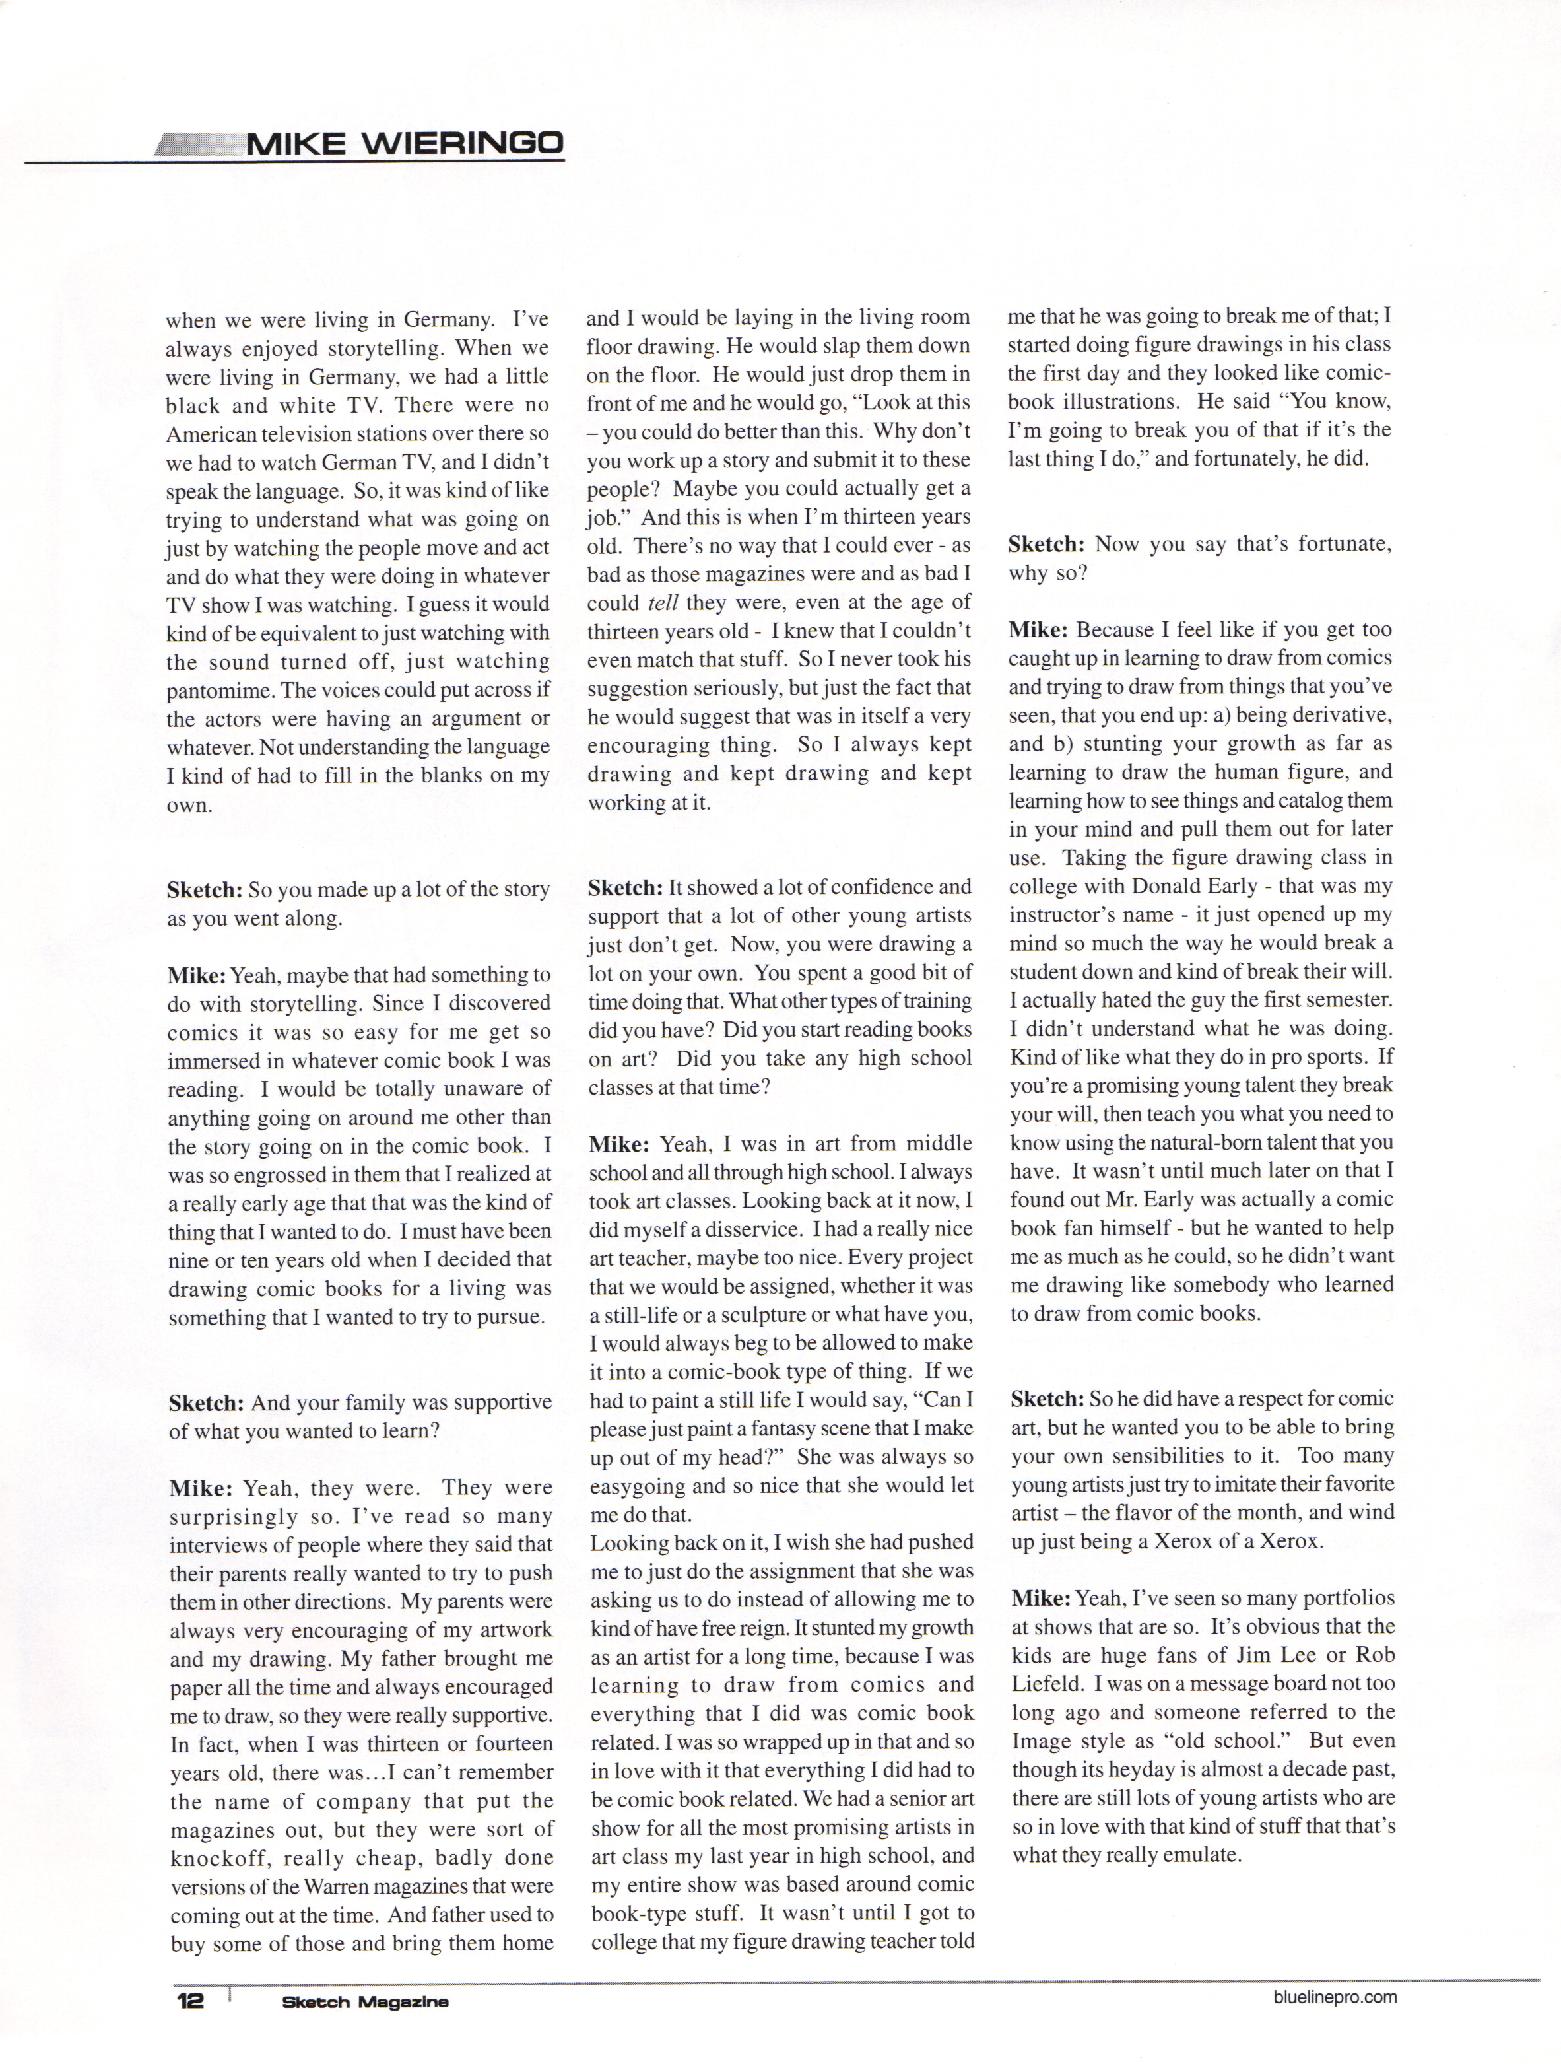 MIKE WIERINGO
when we were living in Germany. I've
always enjoyed storytelling. When we
were living in Germany, we had a little
black and white TV. There were no
American television stations over there so
we had to watch German TV, and I didn't
speak the language. So, it was kind of like
trying to understand what was going on
just by watching the people move and act
and do what they were doing in whatever
TV show I was watching. I guess it would
kind of be equivalent to just watching with
the sound turned off, just watching
pantomime. The voices could put across if
the actors were having an argument or
whatever. Not understanding the language
I kind of had to fill in the blanks on my
own.
Sketch: So you made up a lot of the story
as you went along.
Mike: Yeah, maybe that had something to
do with storytelling. Since I discovered
comics it was so easy for me get so
immersed in whatever comic book I was
reading. I would be totally unaware of
anything going on around me other than
the story going on in the comic book. I
was so engrossed in them that I realized at
a really early age that that was the kind of
thing that I wanted to do. I must have been
nine or ten years old when I decided that
drawing comic books for a living was
something that I wanted to try to pursue.
Sketch: And your family was supportive
of what you wanted to learn?
Mike: Yeah, they were. They were
surprisingly so. I've read so many
interviews of people where they said that
their parents really wanted to try to push
them in other directions. My parents were
always very encouraging of my artwork
and my drawing. My father brought me
paper all the time and always encouraged
me to draw, so they were really supportive.
In fact, when I was thirteen or fourteen
years old, there was...I can't remember
the name of company that put the
magazines out, but they were sort of
knockoff, really cheap, badly done
versions of the Warren magazines that were
coming out at the time. And father used to
buy some of those and bring them home
and I would be laying in the living room
floor drawing. He would slap them down
on the floor. He would just drop them in
front of me and he would go, “Look at this
– you could do better than this. Why don't
you work up a story and submit it to these
people? Maybe you could actually get a
job.” And this is when I'm thirteen years
old. There's no way that I could ever - as
bad as those magazines were and as bad I
could tell they were, even at the age of
thirteen years old - I knew that I couldn't
even match that stuff. So I never took his
suggestion seriously, but just the fact that
he would suggest that was in itself a very
encouraging thing. So I always kept
drawing and kept drawing and kept
working at it.
Sketch: It showed a lot of confidence and
support that a lot of other young artists
just don't get. Now, you were drawing a
lot on your own. You spent a good bit of
time doing that. What other types of training
did you have? Did you start reading books
on art? Did you take any high school
classes at that time?
Mike: Yeah, I was in art from middle
school and all through high school. I always
took art classes. Looking back at it now, I
did myself a disservice. I had a really nice
art teacher, maybe too nice. Every project
that we would be assigned, whether it was
a still-life or a sculpture or what have you,
I would always beg to be allowed to make
it into a comic-book type of thing. If we
had to paint a still life I would say, “Can I
please just paint a fantasy scene that I make
up out of my head?” She was always so
easygoing and so nice that she would let
me do that.
Looking back on it, I wish she had pushed
me to just do the assignment that she was
asking us to do instead of allowing me to
kind of have free reign. It stunted my growth
as an artist for a long time, because I was
learning to draw from comics and
everything that I did was comic book
related. I was so wrapped up in that and so
in love with it that everything I did had to
be comic book related. We had a senior art
show for all the most promising artists in
art class my last year in high school, and
my entire show was based around comic
book-type stuff. It wasn't until I got to
college that my figure drawing teacher told
me that he was going to break me of that; I
started doing figure drawings in his class
the first day and they looked like comic-
book illustrations. He said “You know,
I'm going to break you of that if it's the
last thing I do,” and fortunately, he did.
Sketch: Now you say that's fortunate,
why so?
Mike: Because I feel like if you get too
caught up in learning to draw from comics
and trying to draw from things that you've
seen, that you end up: a) being derivative,
and b) stunting your growth as far as
learning to draw the human figure, and
learning how to see things and catalog them
in your mind and pull them out for later
use. Taking the figure drawing class in
college with Donald Early - that was my
instructor's name - it just opened up my
mind so much the way he would break a
student down and kind of break their will.
I actually hated the guy the first semester.
I didn't understand what he was doing.
Kind of like what they do in pro sports. If
you're a promising young talent they break
your will, then teach you what you need to
know using the natural-born talent that you
have. It wasn't until much later on that I
found out Mr. Early was actually a comic
book fan himself - but he wanted to help
me as much as he could, so he didn't want
me drawing like somebody who learned
to draw from comic books.
Sketch: So he did have a respect for comic
art, but he wanted you to be able to bring
your own sensibilities to it. Too many
young artists just try to imitate their favorite
artist – the flavor of the month, and wind
up just being a Xerox of a Xerox.
Mike: Yeah, I've seen so many portfolios
at shows that are so. It's obvious that the
kids are huge fans of Jim Lee or Rob
Liefeld. I was on a message board not too
long ago and someone referred to the
Image style as “old school.” But even
though its heyday is almost a decade past,
there are still lots of young artists who are
so in love with that kind of stuff that that's
what they really emulate.
12 Sketch Magazine bluelinepro.com